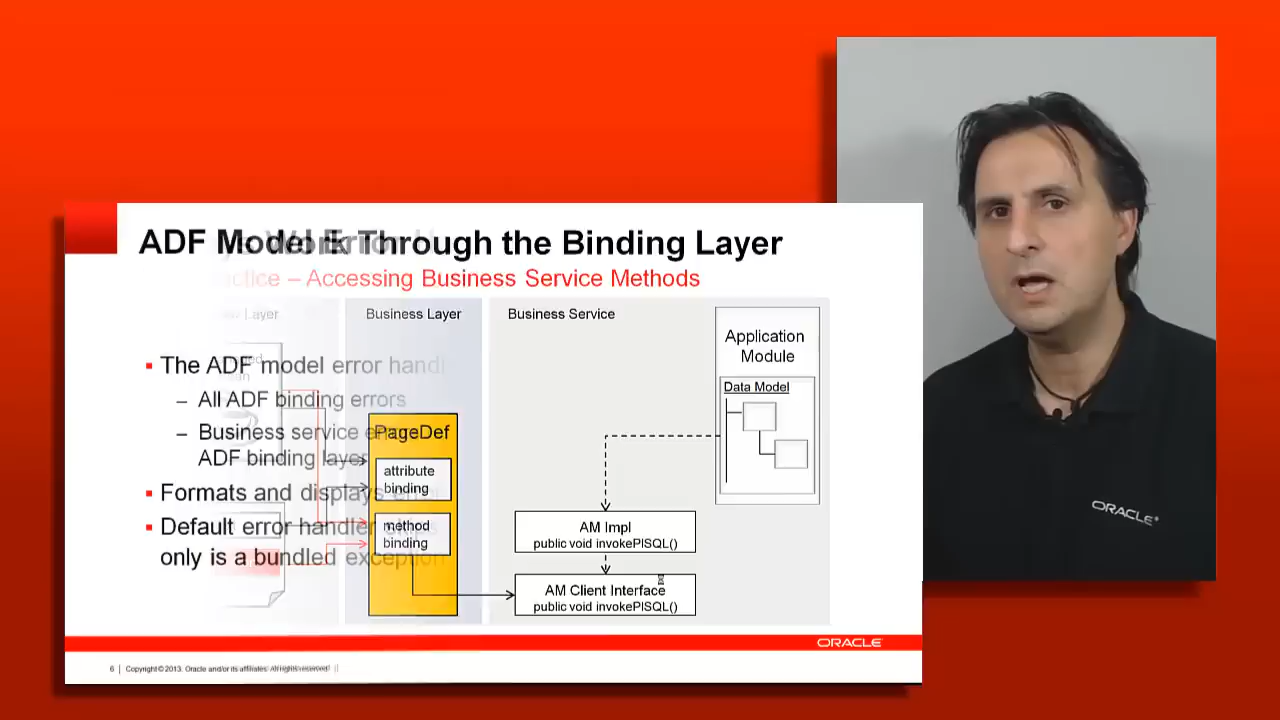 ADF Model Through the Binding Layer
– Accessing Business Service Methods
Business Layer
Business Service
Application
Module
Data Model
The ADF model error
All ADF binding errors
Business service
ADF binding
Formats and displays
Default error handler
only is a bundled exception
PageDef
attribute
binding
method
binding
AM Impl
public void invokePlSQL()
AM Client Interface
public void invokePlSQL()
ORACLE
6 Copyright © 2013, Oracle and/or its affiliates. All rights reserved.
ORACLE